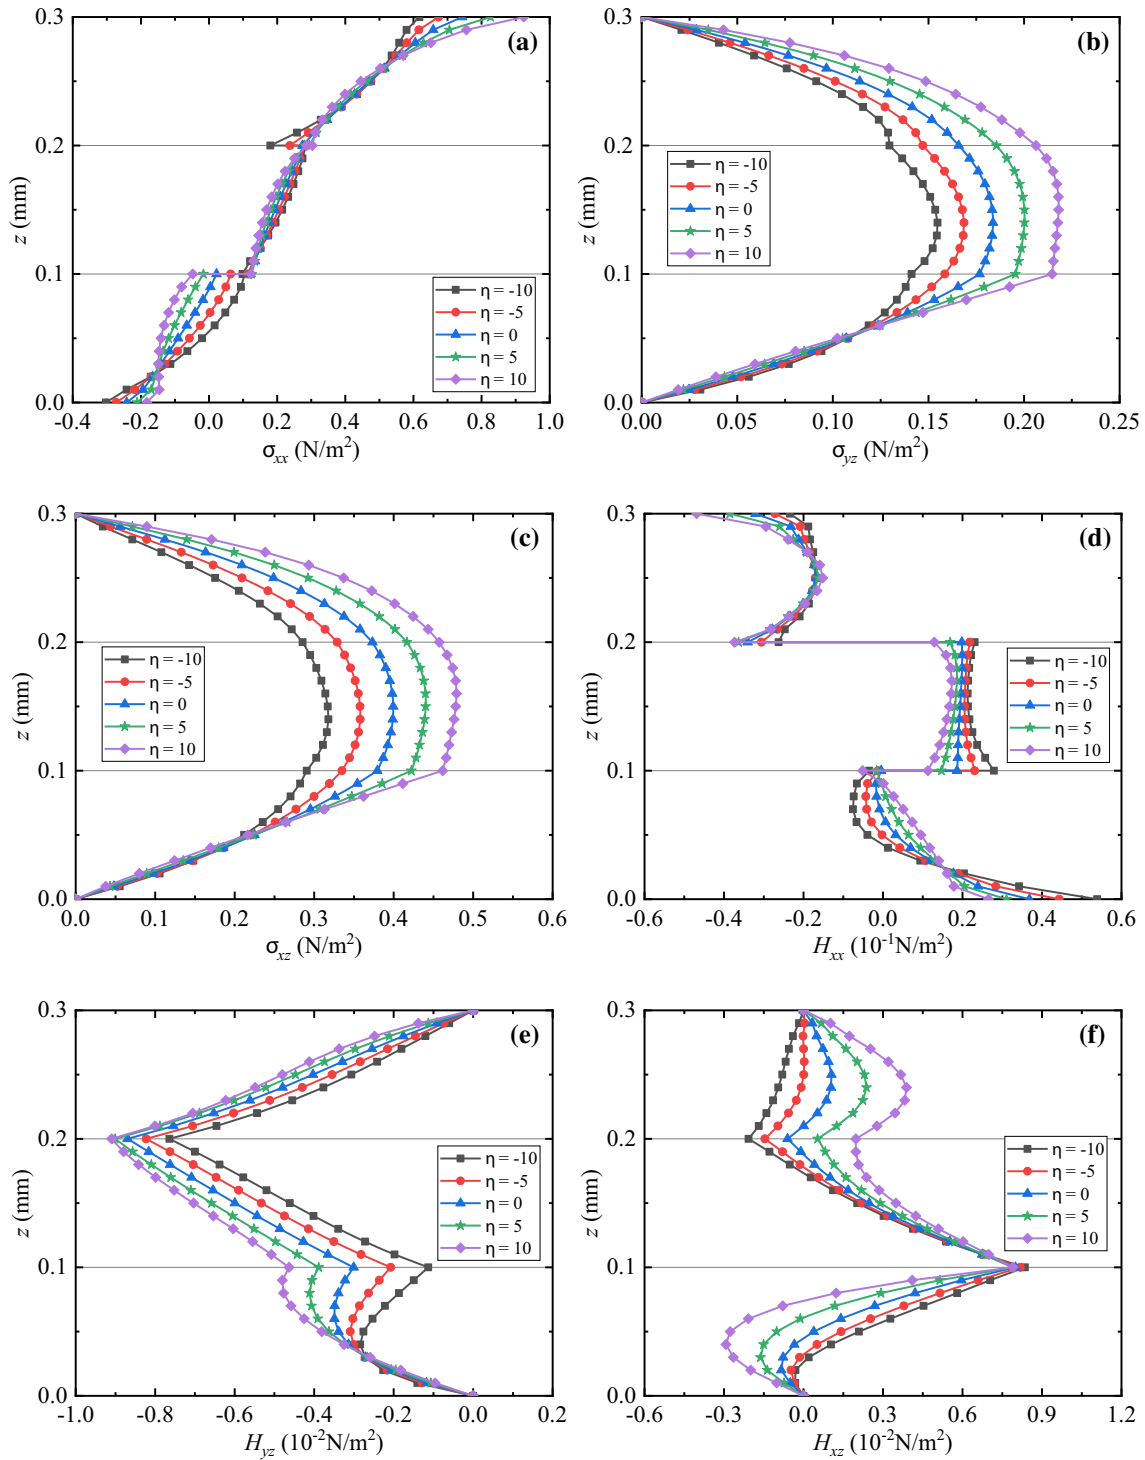 (a)
0.3
0.2
0.1
0.0
z (mm)
η = -10
η = -5
η = 0
η = 5
η = 10
-0.4 -0.2 0.0 0.2 0.4 0.6 0.8 1.0
σxx (N/m²)
(b)
0.3
0.2
0.1
0.0
z (mm)
η = -10
η = -5
η = 0
η = 5
η = 10
0.00 0.05 0.10 0.15 0.20 0.25
σyz (N/m²)
(c)
0.3
0.2
0.1
0.0
z (mm)
η = -10
η = -5
η = 0
η = 5
η = 10
0.0 0.1 0.2 0.3 0.4 0.5 0.6
σxz (N/m²)
(d)
0.3
0.2
0.1
0.0
z (mm)
η = -10
η = -5
η = 0
η = 5
η = 10
-0.6 -0.4 -0.2 0.0 0.2 0.4 0.6
Hxx (10⁻¹N/m²)
(e)
0.3
0.2
0.1
0.0
z (mm)
η = -10
η = -5
η = 0
η = 5
η = 10
-1.0 -0.8 -0.6 -0.4 -0.2 0.0 0.2
Hyz (10⁻²N/m²)
(f)
0.3
0.2
0.1
0.0
z (mm)
η = -10
η = -5
η = 0
η = 5
η = 10
-0.6 -0.3 0.0 0.3 0.6 0.9 1.2
Hxz (10⁻²N/m²)